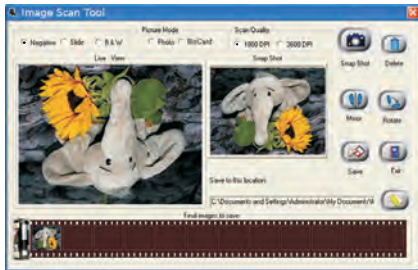 Image Scan Tool
Picture Mode
Scan Quality
Negative Slide B & W Photo BizCard 1800 DPI 3600 DPI
Live View
Snap Shot
Snap Shot Delete
Mirror Rotate
Save Exit
Save to this location:
C:\Documents and Settings\Administrator\My Documents\
Final images to save: